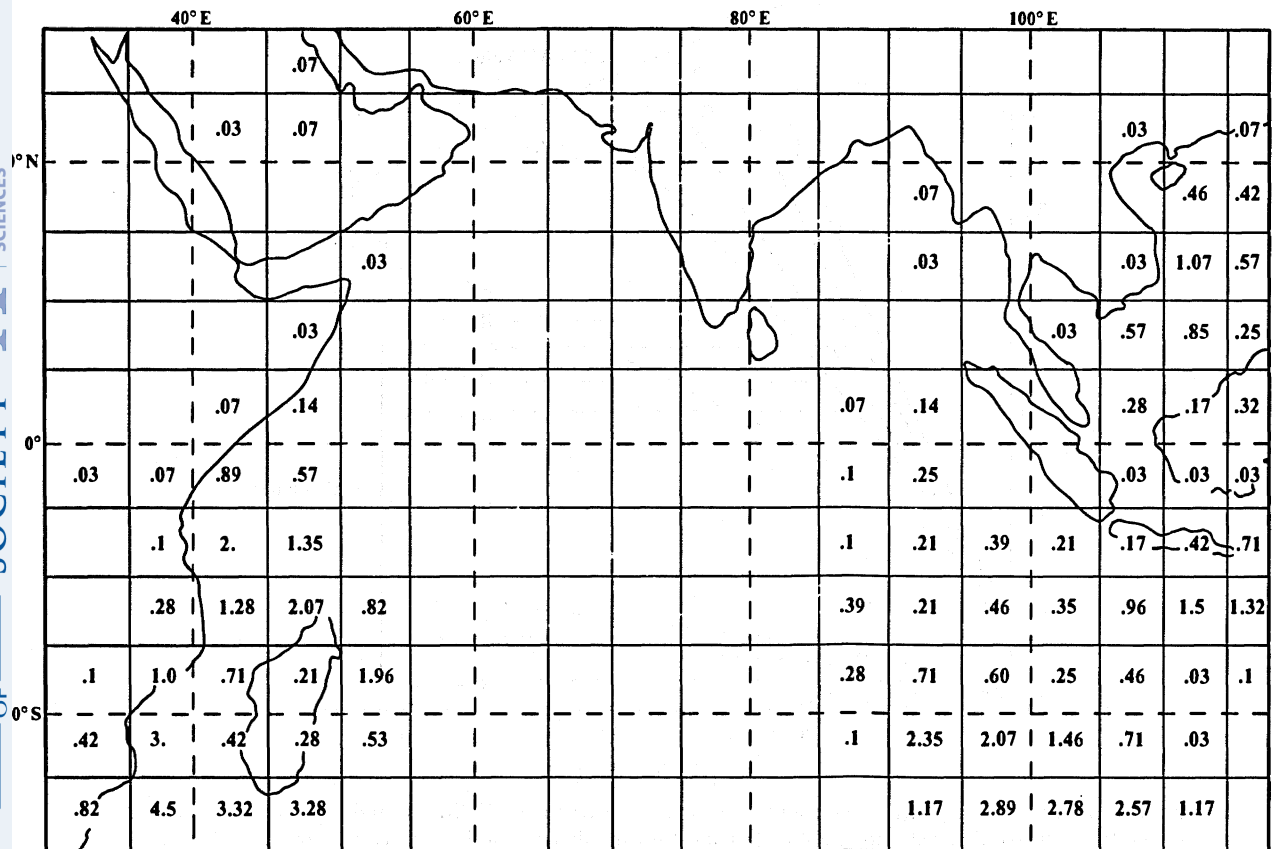 40° E 60° E 80° E 100° E
.07
.03 .07 .03 .07
° N
.07 .46 .42
.03 .03 .03 1.07 .57
.03 .03 .57 .85 .25
.07 .14 .07 .14 .28 .17 .32
0°
.03 .07 .89 .57 .1 .25 .03 .03 .03
.1 2. 1.35 .1 .21 .39 .21 .17 .42 .71
.28 1.28 2.07 .82 .39 .21 .46 .35 .96 1.5 1.32
.1 1.0 .71 .21 1.96 .28 .71 .60 .25 .46 .03 .1
0° S
.42 3. .42 .28 .53 .1 2.35 2.07 1.46 .71 .03
.82 4.5 3.32 3.28 1.17 2.89 2.78 2.57 1.17
SCIENCES
SOCIETY
OF